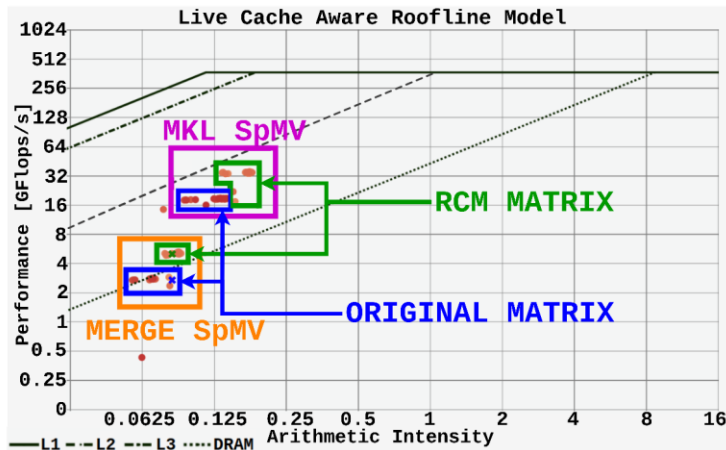 Live Cache Aware Roofline Model
Performance [GFlops/s]
1024
512
256
128
64
32
16
8
4
2
1
0.5
0.25
0
MKL SpMV
RCM MATRIX
ORIGINAL MATRIX
MERGE SpMV
0.0625 0.125 0.25 0.5 1 2 4 8 16
Arithmetic Intensity
L1 L2 L3 DRAM